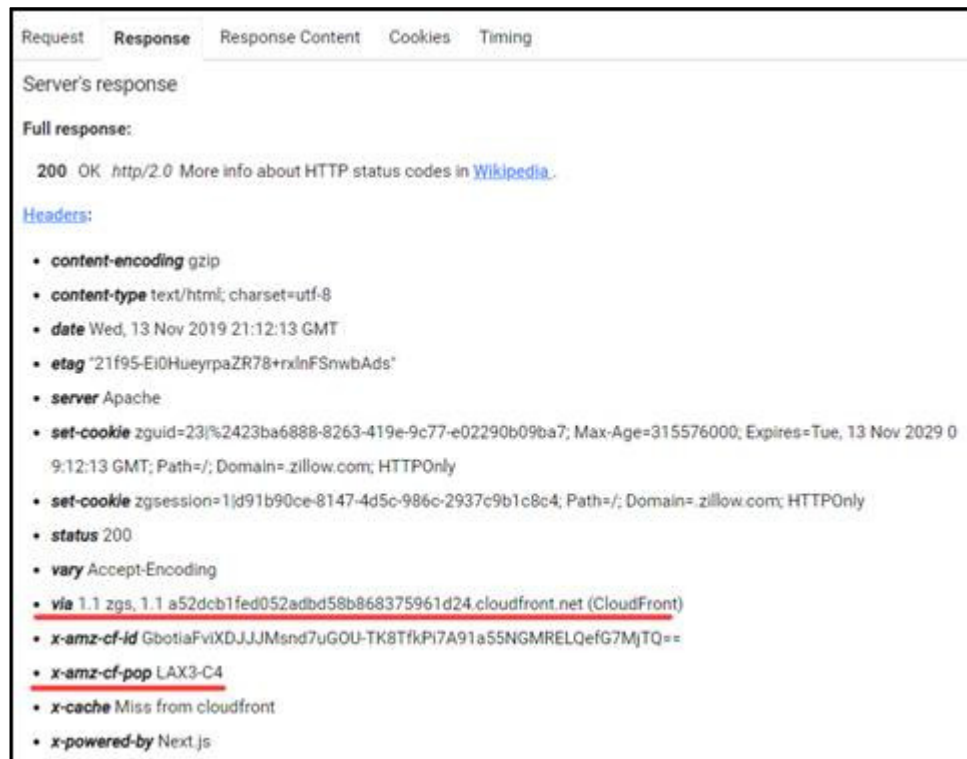 Request Response Response Content Cookies Timing
Server's response
Full response:
200 OK http/2.0 More info about HTTP status codes in Wikipedia .
Headers:
• content-encoding gzip
• content-type text/html; charset=utf-8
• date Wed, 13 Nov 2019 21:12:13 GMT
• etag "21f95-Ei0HueyrpaZR78+rxlnFSnwbAds"
• server Apache
• set-cookie zguid=23|%2423ba6888-8263-419e-9c77-e02290b09ba7; Max-Age=315576000; Expires=Tue, 13 Nov 2029 0
9:12:13 GMT; Path=/; Domain=.zillow.com; HTTPOnly
• set-cookie zgsession=1|d91b90ce-8147-4d5c-986c-2937c9b1c8c4; Path=/; Domain=.zillow.com; HTTPOnly
• status 200
• vary Accept-Encoding
• via 1.1 zgs, 1.1 a52dcb1fed052adbd58b868375961d24.cloudfront.net (CloudFront)
• x-amz-cf-id GbotiaFviXDJJJMsnd7uGOU-TK8TfkPi7A91a55NGMRELQefG7MjTQ==
• x-amz-cf-pop LAX3-C4
• x-cache Miss from cloudfront
• x-powered-by Next.js